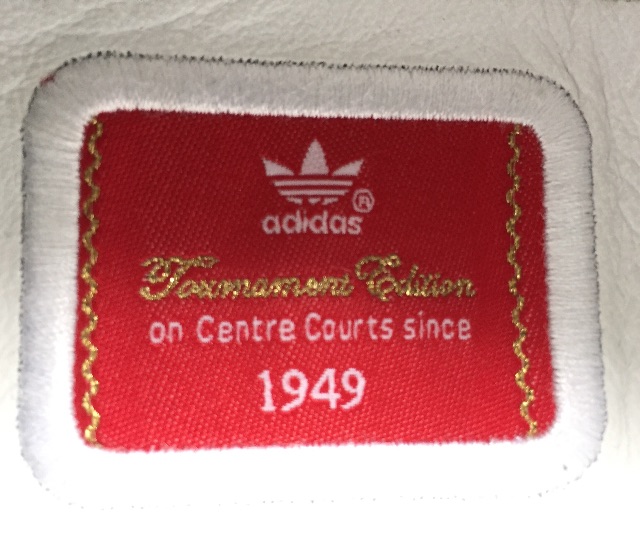 adidas®
Tournament Edition
on Centre Courts since
1949